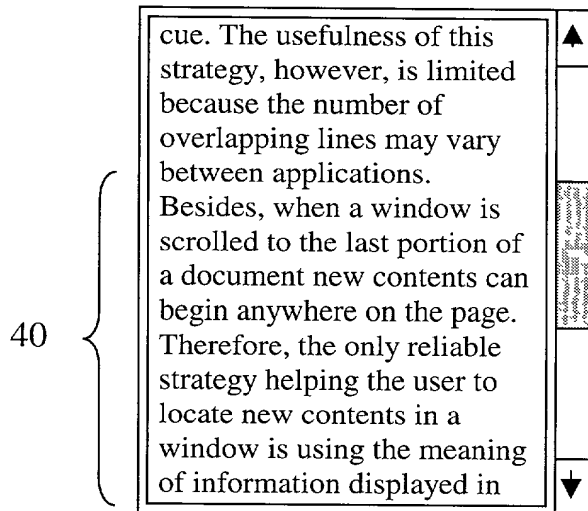 cue. The usefulness of this
strategy, however, is limited
because the number of
overlapping lines may vary
between applications.
Besides, when a window is
scrolled to the last portion of
a document new contents can
begin anywhere on the page.
40
Therefore, the only reliable
strategy helping the user to
locate new contents in a
window is using the meaning
of information displayed in